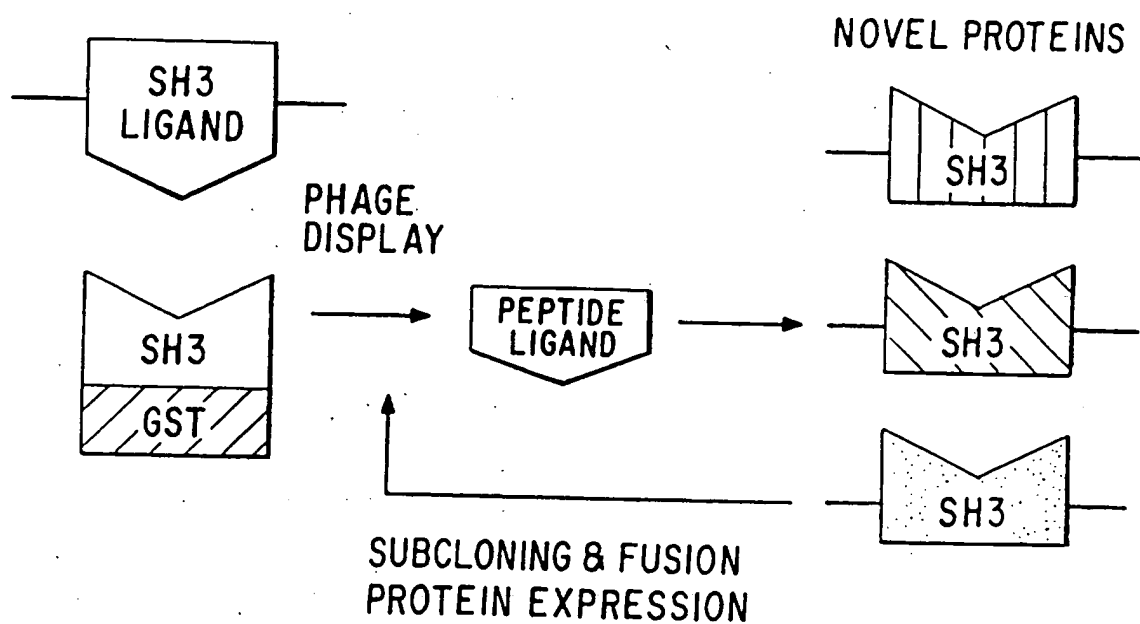 SH3
LIGAND
SH3
GST
PHAGE
DISPLAY
PEPTIDE
LIGAND
NOVEL PROTEINS
SH3
SH3
SH3
SUBCLONING & FUSION
PROTEIN EXPRESSION